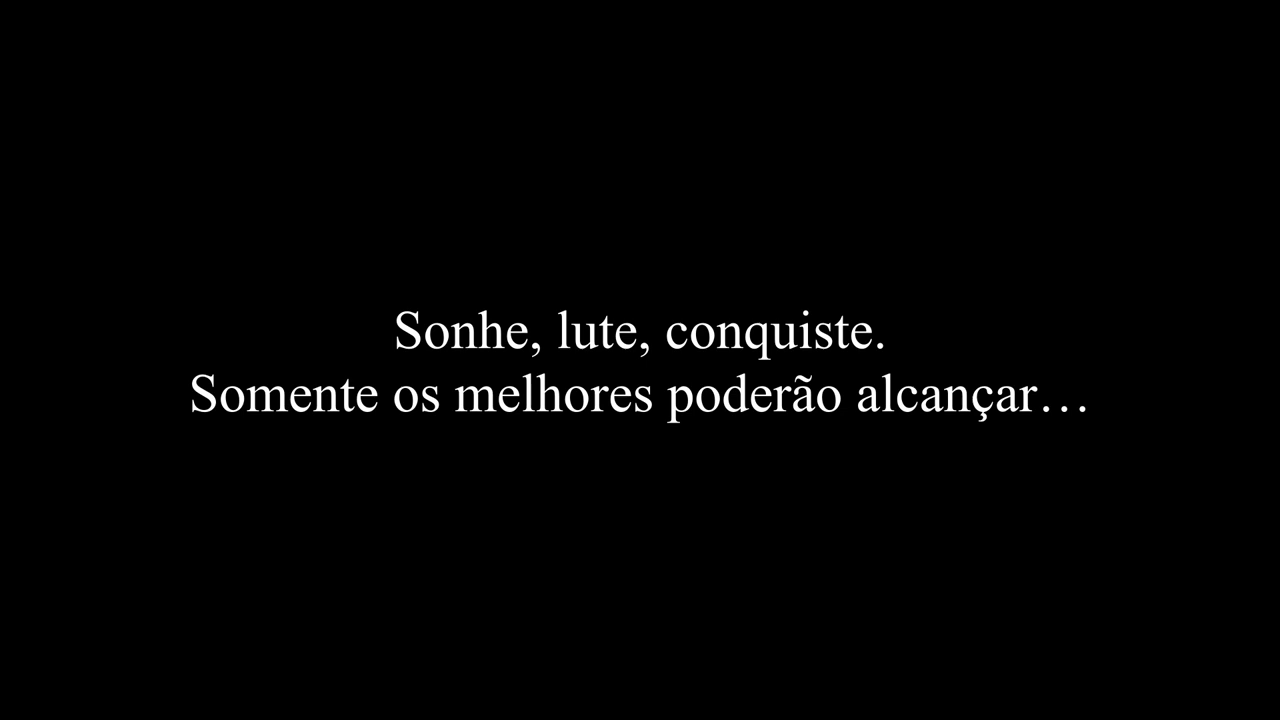 Sonhe, lute, conquiste.
Somente os melhores poderão alcançar…